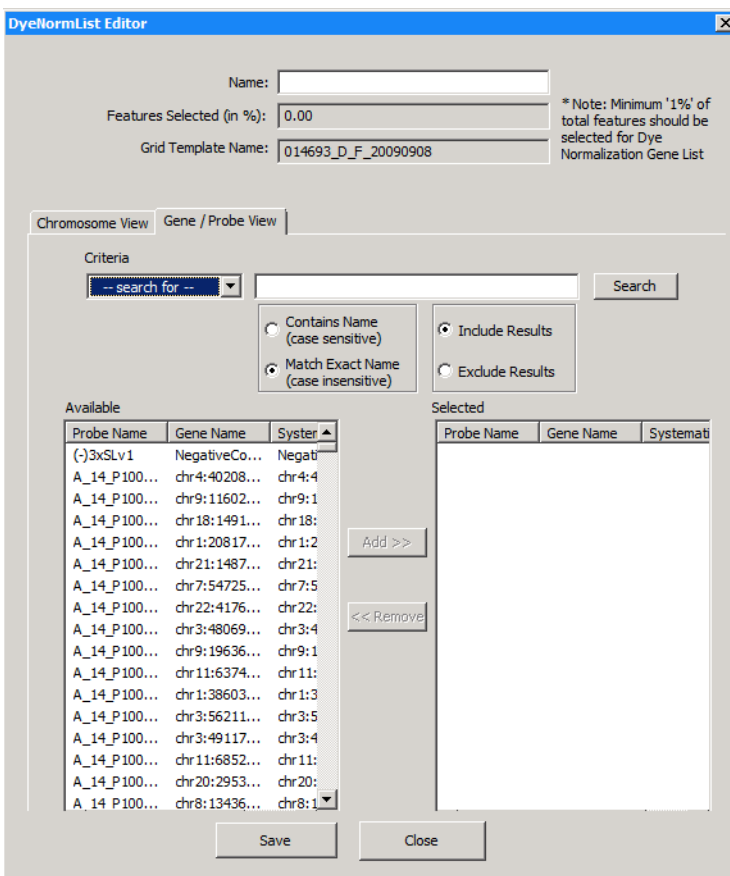 DyeNormList Editor
Name:
Features Selected (in %): 0.00
Grid Template Name: 014693_D_F_20090908
* Note: Minimum '1%' of
total features should be
selected for Dye
Normalization Gene List
Chromosome View Gene / Probe View
Criteria
-- search for -- Search
Contains Name
(case sensitive)
Match Exact Name
(case insensitive)
Include Results
Exclude Results
Available
Probe Name Gene Name System
(-)3xSLv1 NegativeCo... Negati
A_14_P100... chr4:40208... chr4:4
A_14_P100... chr9:11602... chr9:1
A_14_P100... chr18:1491... chr18:
A_14_P100... chr1:20817... chr1:2
A_14_P100... chr21:1487... chr21:
A_14_P100... chr7:54725... chr7:5
A_14_P100... chr22:4176... chr22:
A_14_P100... chr3:48069... chr3:4
A_14_P100... chr9:19636... chr9:1
A_14_P100... chr11:6374... chr11:
A_14_P100... chr1:38603... chr1:3
A_14_P100... chr3:56211... chr3:5
A_14_P100... chr3:49117... chr3:4
A_14_P100... chr11:6852... chr11:
A_14_P100... chr20:2953... chr20:
A_14_P100... chr8:13436... chr8:1
Add >>
<< Remove
Selected
Probe Name Gene Name Systemati
Save Close